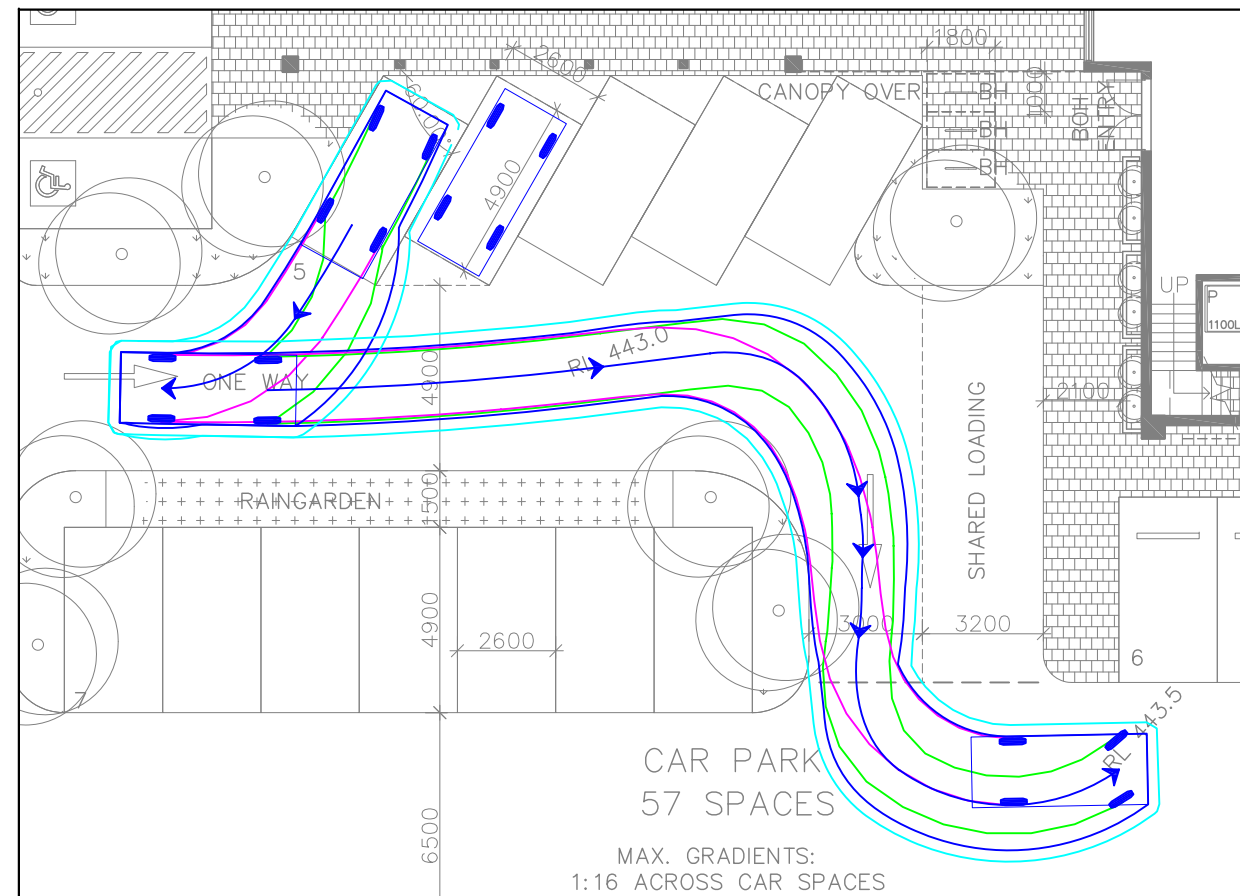 1800
2600
CANOPY OVER
BH
BH
BH
1000
BOH
ENTRY
4900
5
UP
P
1100L
RL 443.0
ONE WAY
4900
2100
SHARED LOADING
RAINGARDEN
1500
4900
2600
3000
3200
6
7
RL 443.5
CAR PARK
57 SPACES
6500
MAX. GRADIENTS:
1:16 ACROSS CAR SPACES